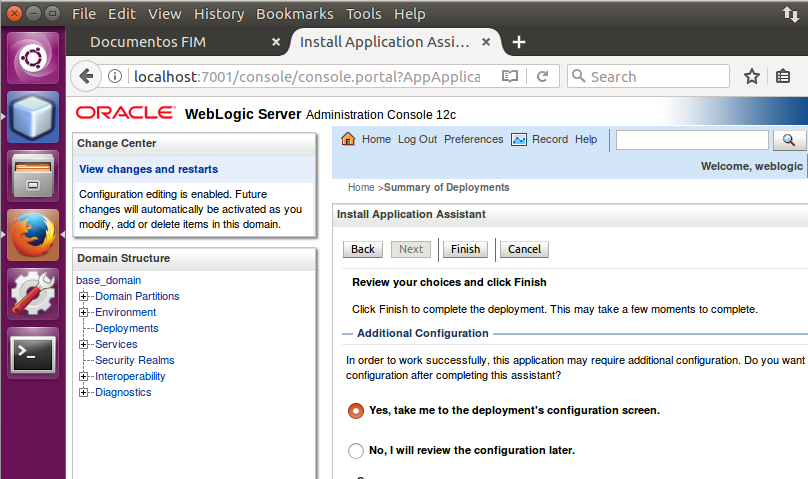 File Edit View History Bookmarks Tools Help
Documentos FIM
Install Application Assi...
localhost:7001/console/console.portal?AppApplica
Search
ORACLE WebLogic Server Administration Console 12c
Change Center
View changes and restarts
Configuration editing is enabled. Future
changes will automatically be activated as you
modify, add or delete items in this domain.
Domain Structure
base_domain
Domain Partitions
Environment
Deployments
Services
Security Realms
Interoperability
Diagnostics
Home Log Out Preferences Record Help
Welcome, weblogic
Home >Summary of Deployments
Install Application Assistant
Back Next Finish Cancel
Review your choices and click Finish
Click Finish to complete the deployment. This may take a few moments to complete.
Additional Configuration
In order to work successfully, this application may require additional configuration. Do you want
configuration after completing this assistant?
Yes, take me to the deployment's configuration screen.
No, I will review the configuration later.